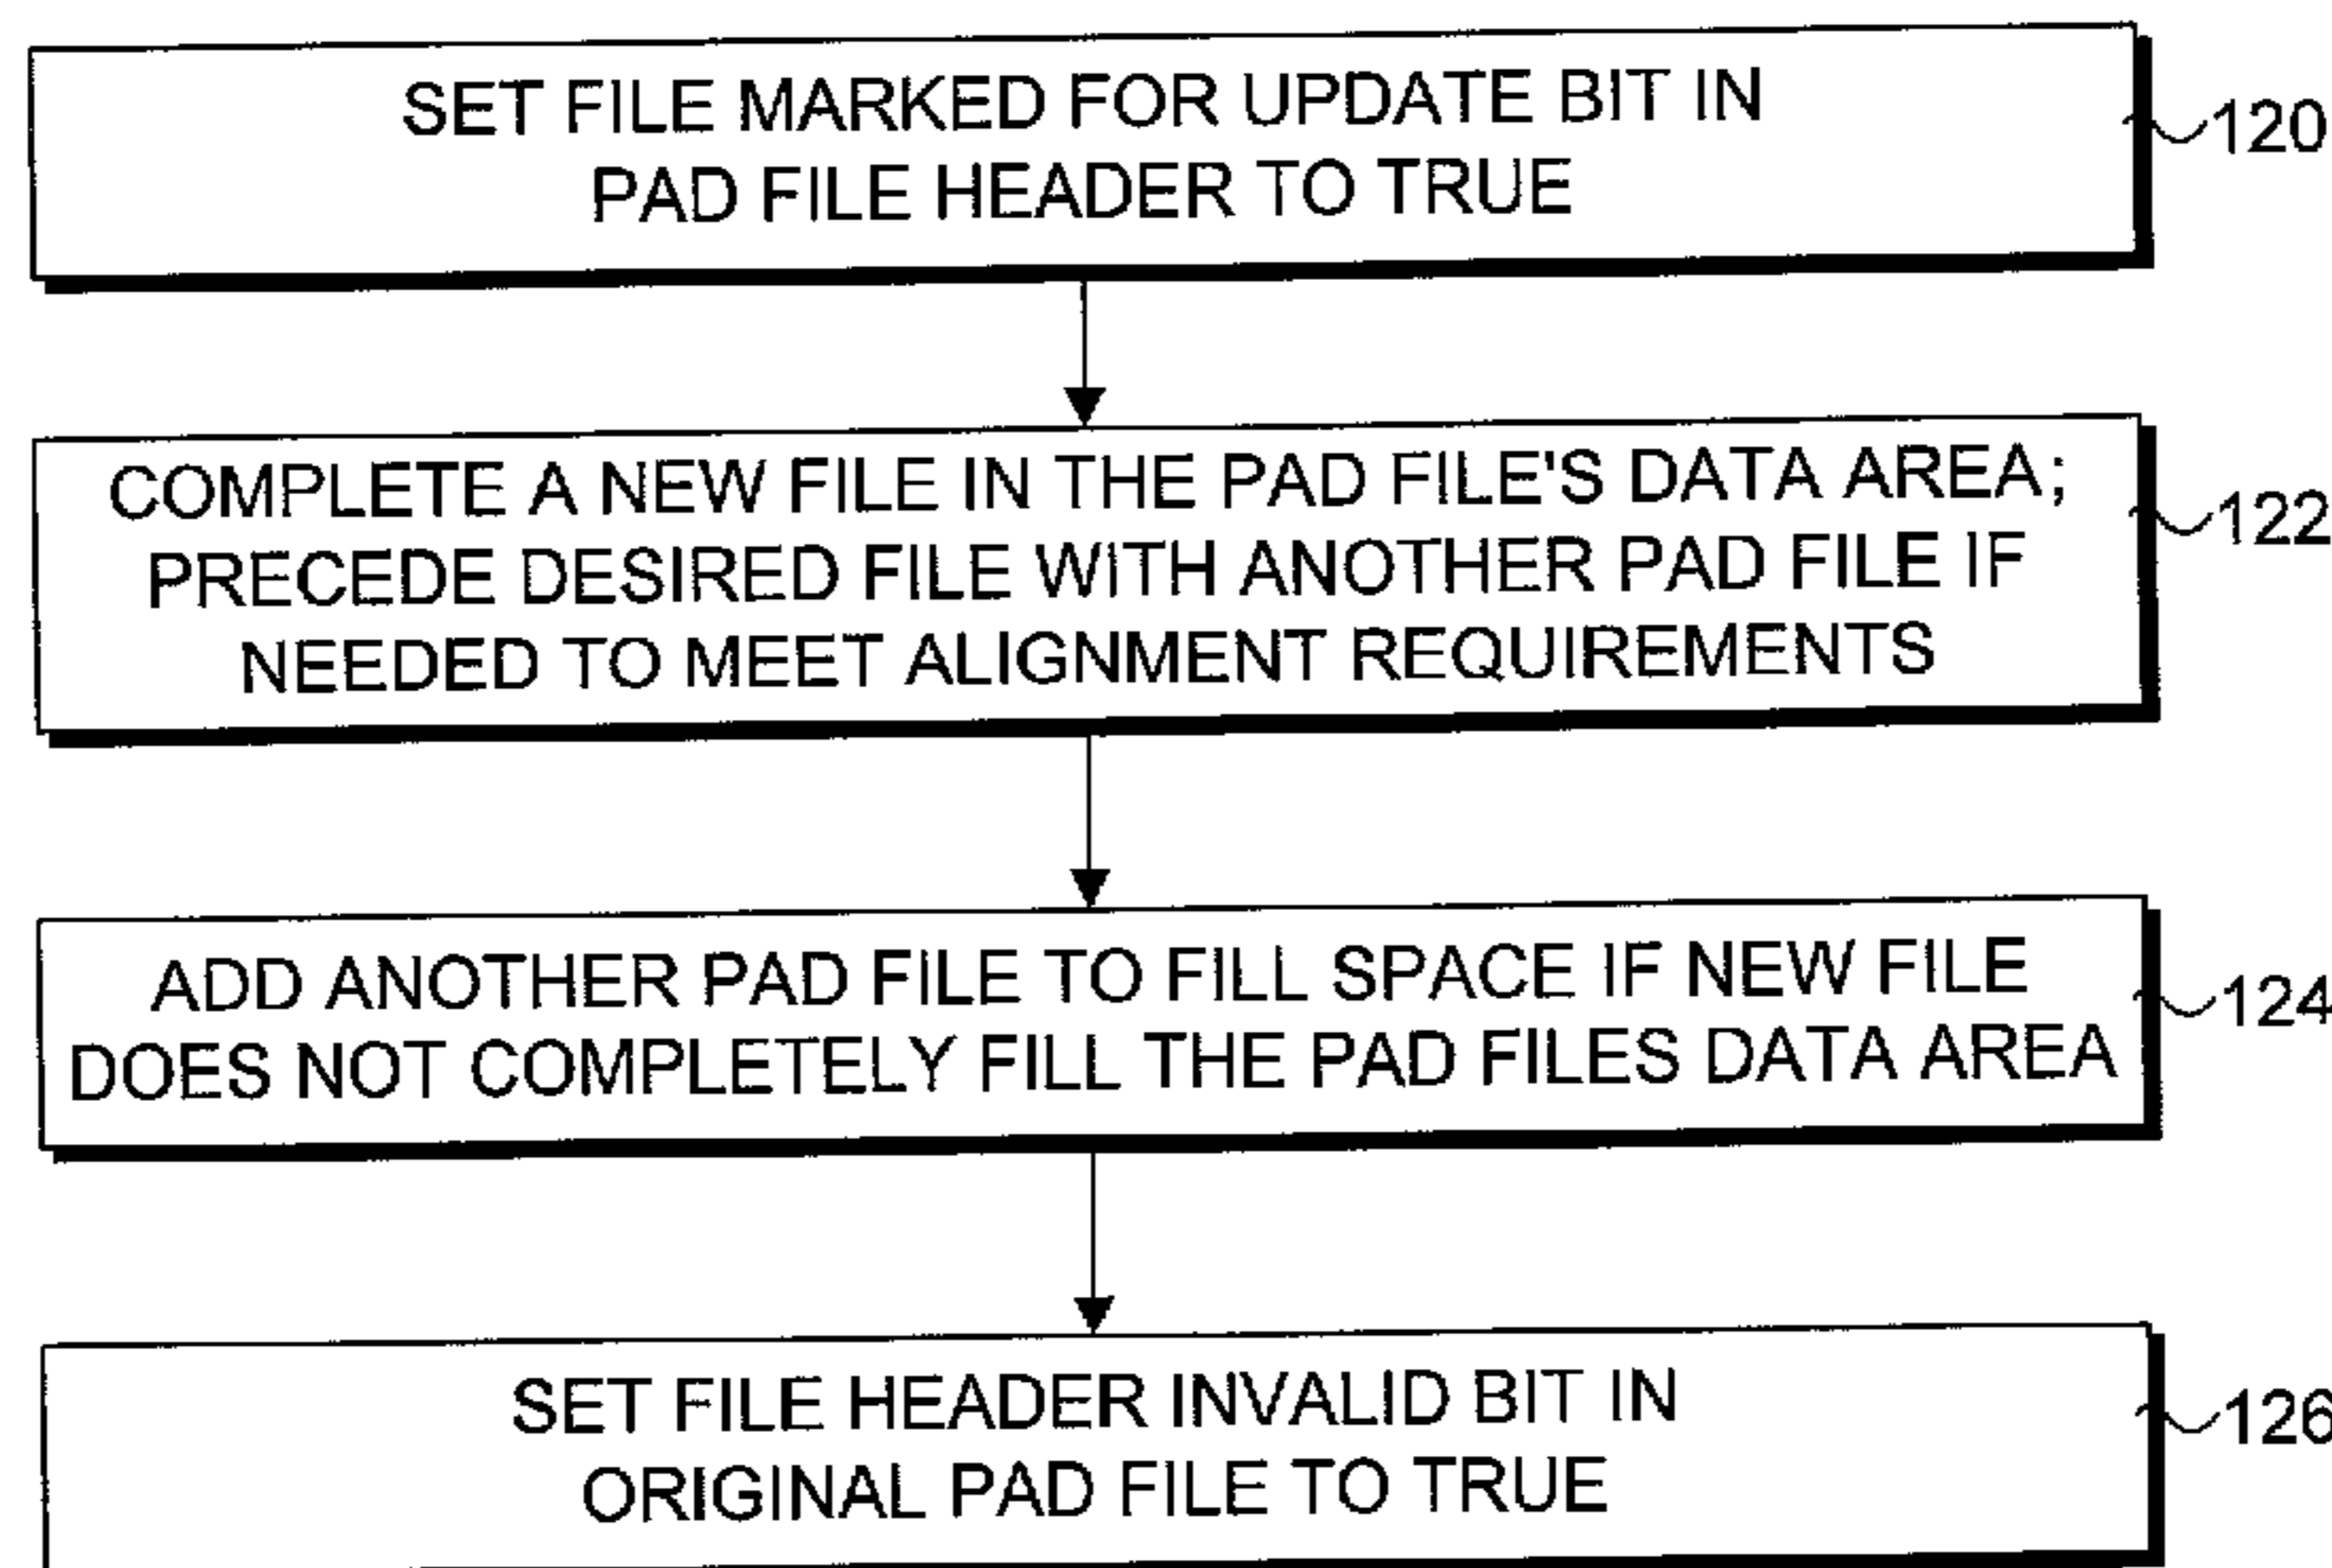 SET FILE MARKED FOR UPDATE BIT IN
PAD FILE HEADER TO TRUE
120
COMPLETE A NEW FILE IN THE PAD FILE'S DATA AREA;
PRECEDE DESIRED FILE WITH ANOTHER PAD FILE IF
NEEDED TO MEET ALIGNMENT REQUIREMENTS
122
ADD ANOTHER PAD FILE TO FILL SPACE IF NEW FILE
DOES NOT COMPLETELY FILL THE PAD FILES DATA AREA
124
SET FILE HEADER INVALID BIT IN
ORIGINAL PAD FILE TO TRUE
126